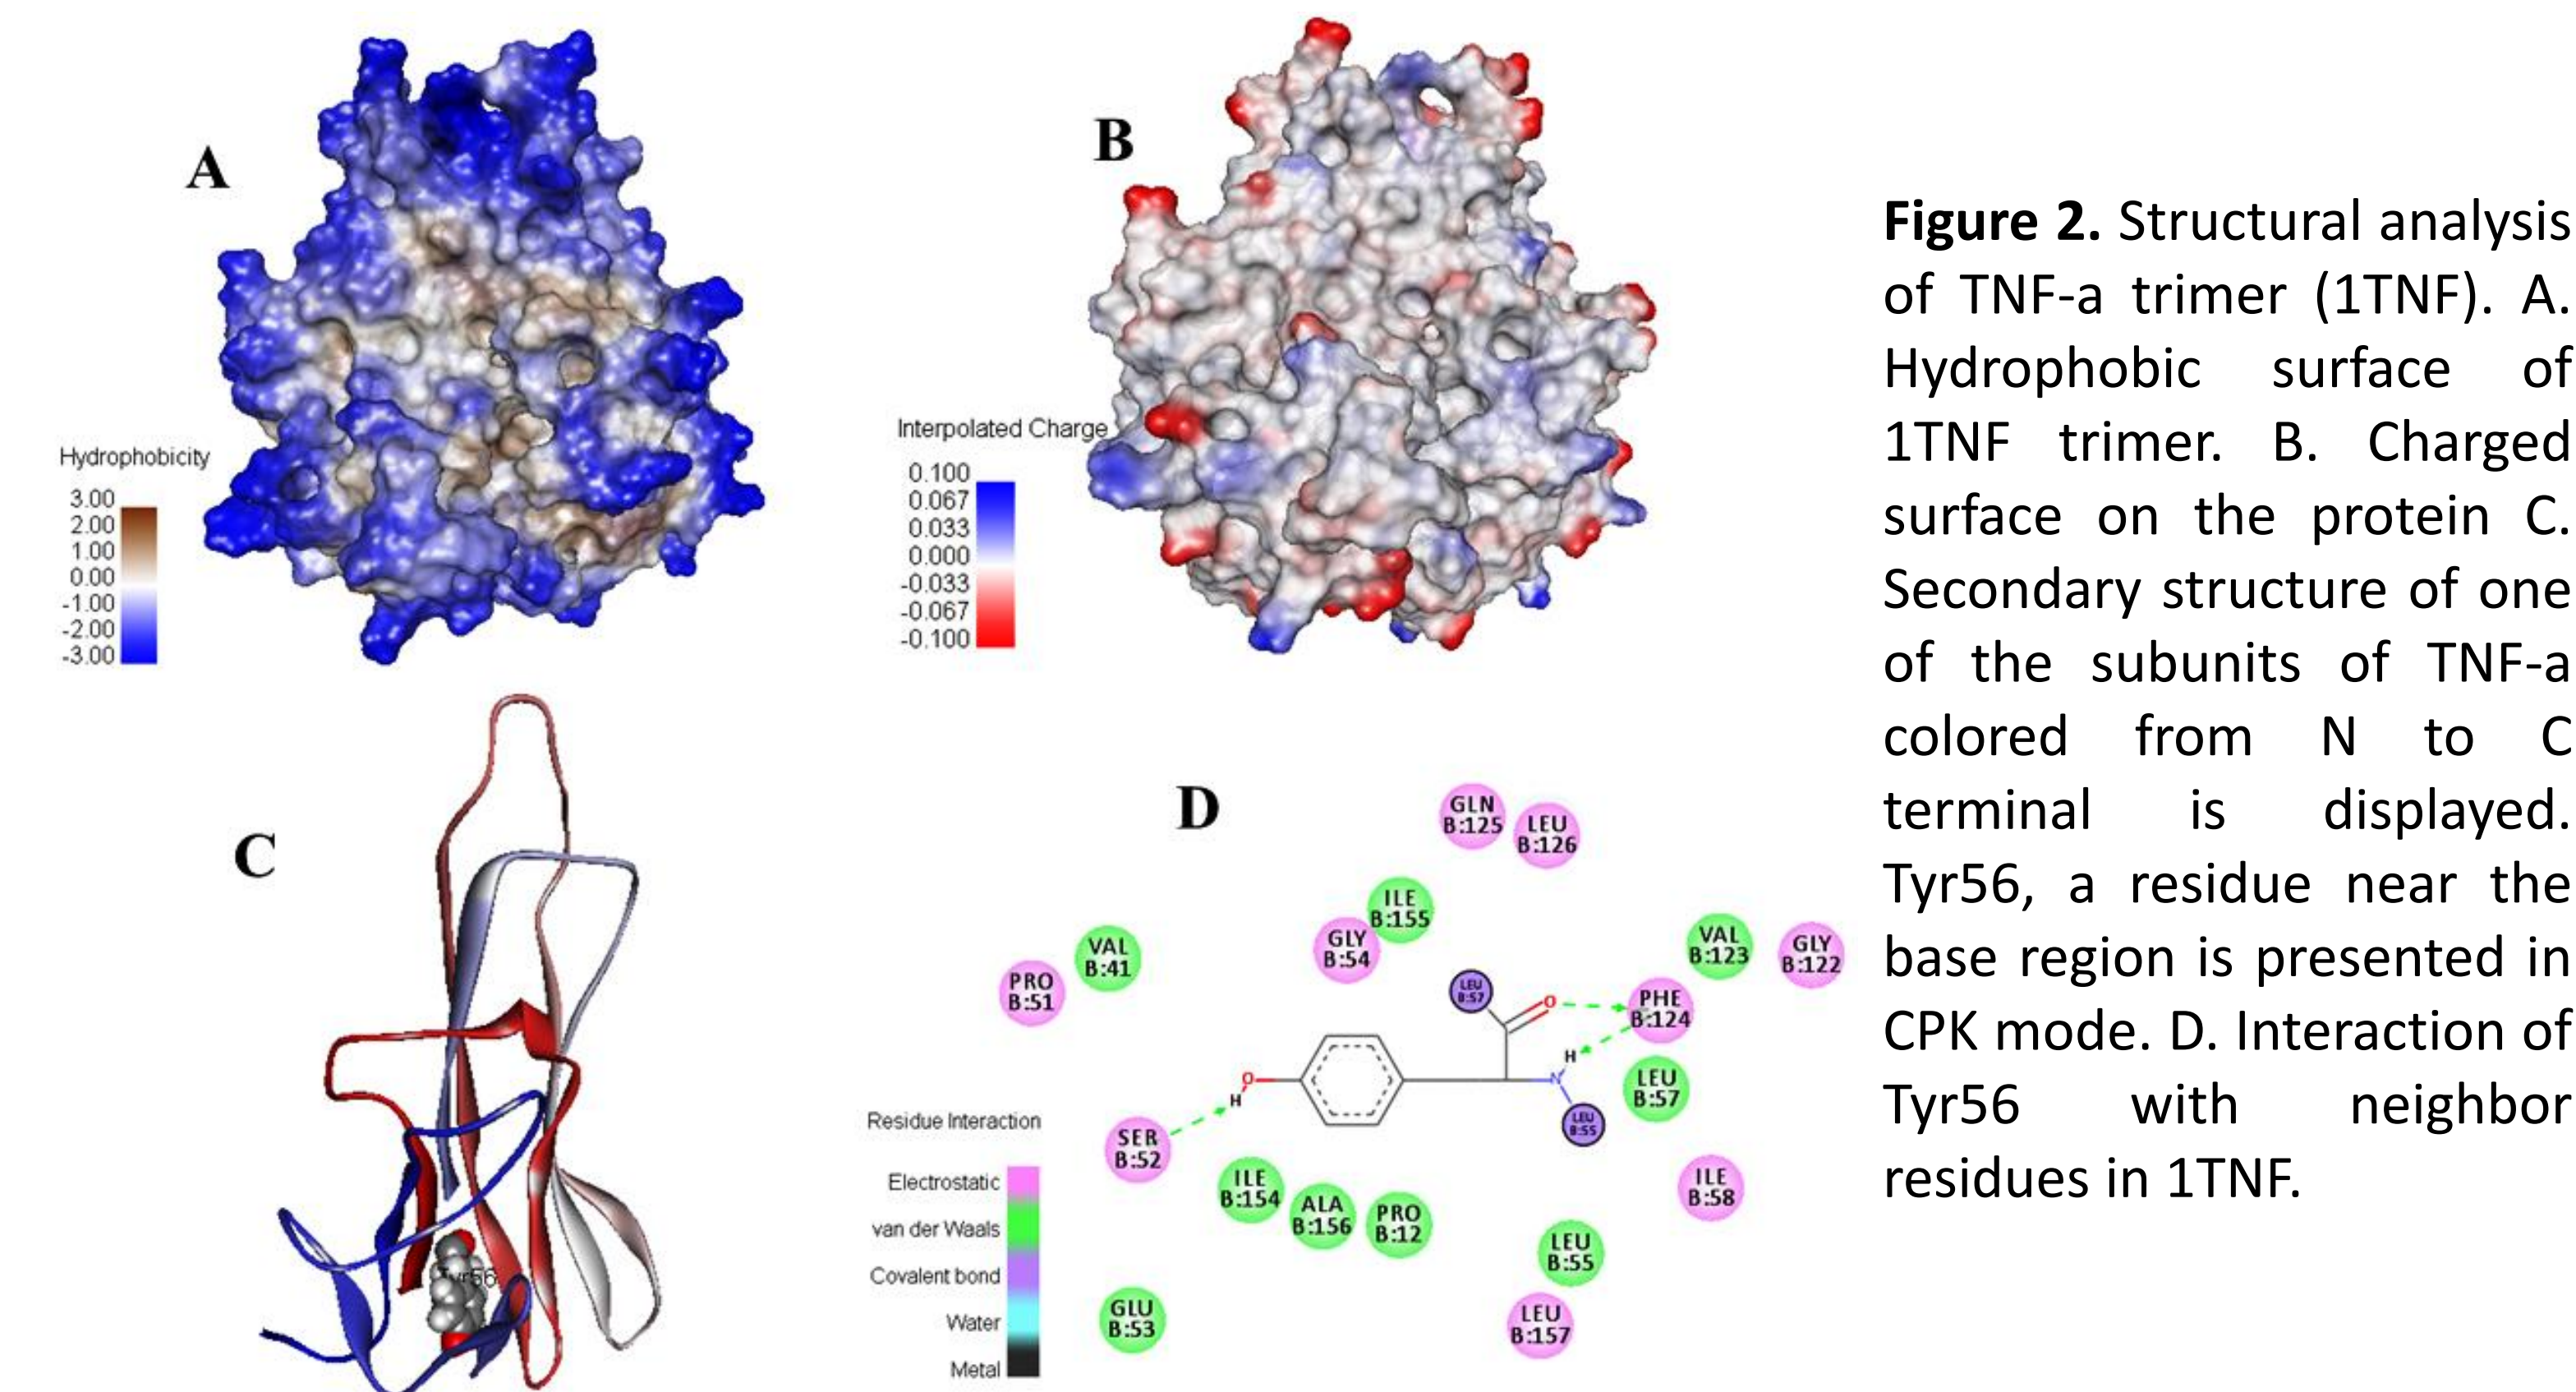 A
Hydrophobicity
3.00
2.00
1.00
0.00
-1.00
-2.00
-3.00
B
Interpolated Charge
0.100
0.067
0.033
0.000
-0.033
-0.067
-0.100
C
Tyr56
D
GLN
B:125
LEU
B:126
ILE
B:155
GLY
B:54
VAL
B:41
PRO
B:51
VAL
B:123
GLY
B:122
LEU
B:57
O
PHE
B:124
H
N
LEU
B:57
O
H
LEU
B:55
SER
B:52
ILE
B:154
ALA
B:156
PRO
B:12
ILE
B:58
LEU
B:55
GLU
B:53
LEU
B:157
Residue Interaction
Electrostatic
van der Waals
Covalent bond
Water
Metal
Figure 2. Structural analysis
of TNF-a trimer (1TNF). A.
Hydrophobic surface of
1TNF trimer. B. Charged
surface on the protein C.
Secondary structure of one
of the subunits of TNF-a
colored from N to C
terminal is displayed.
Tyr56, a residue near the
base region is presented in
CPK mode. D. Interaction of
Tyr56 with neighbor
residues in 1TNF.